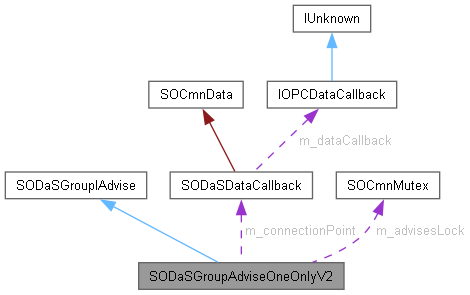 IUnknown
SOCmnData
IOPCDataCallback
m_dataCallback
SODaSGroupIAdvise
SODaSDataCallback
SOCmnMutex
m_connectionPoint
m_advisesLock
SODaSGroupAdviseOneOnlyV2